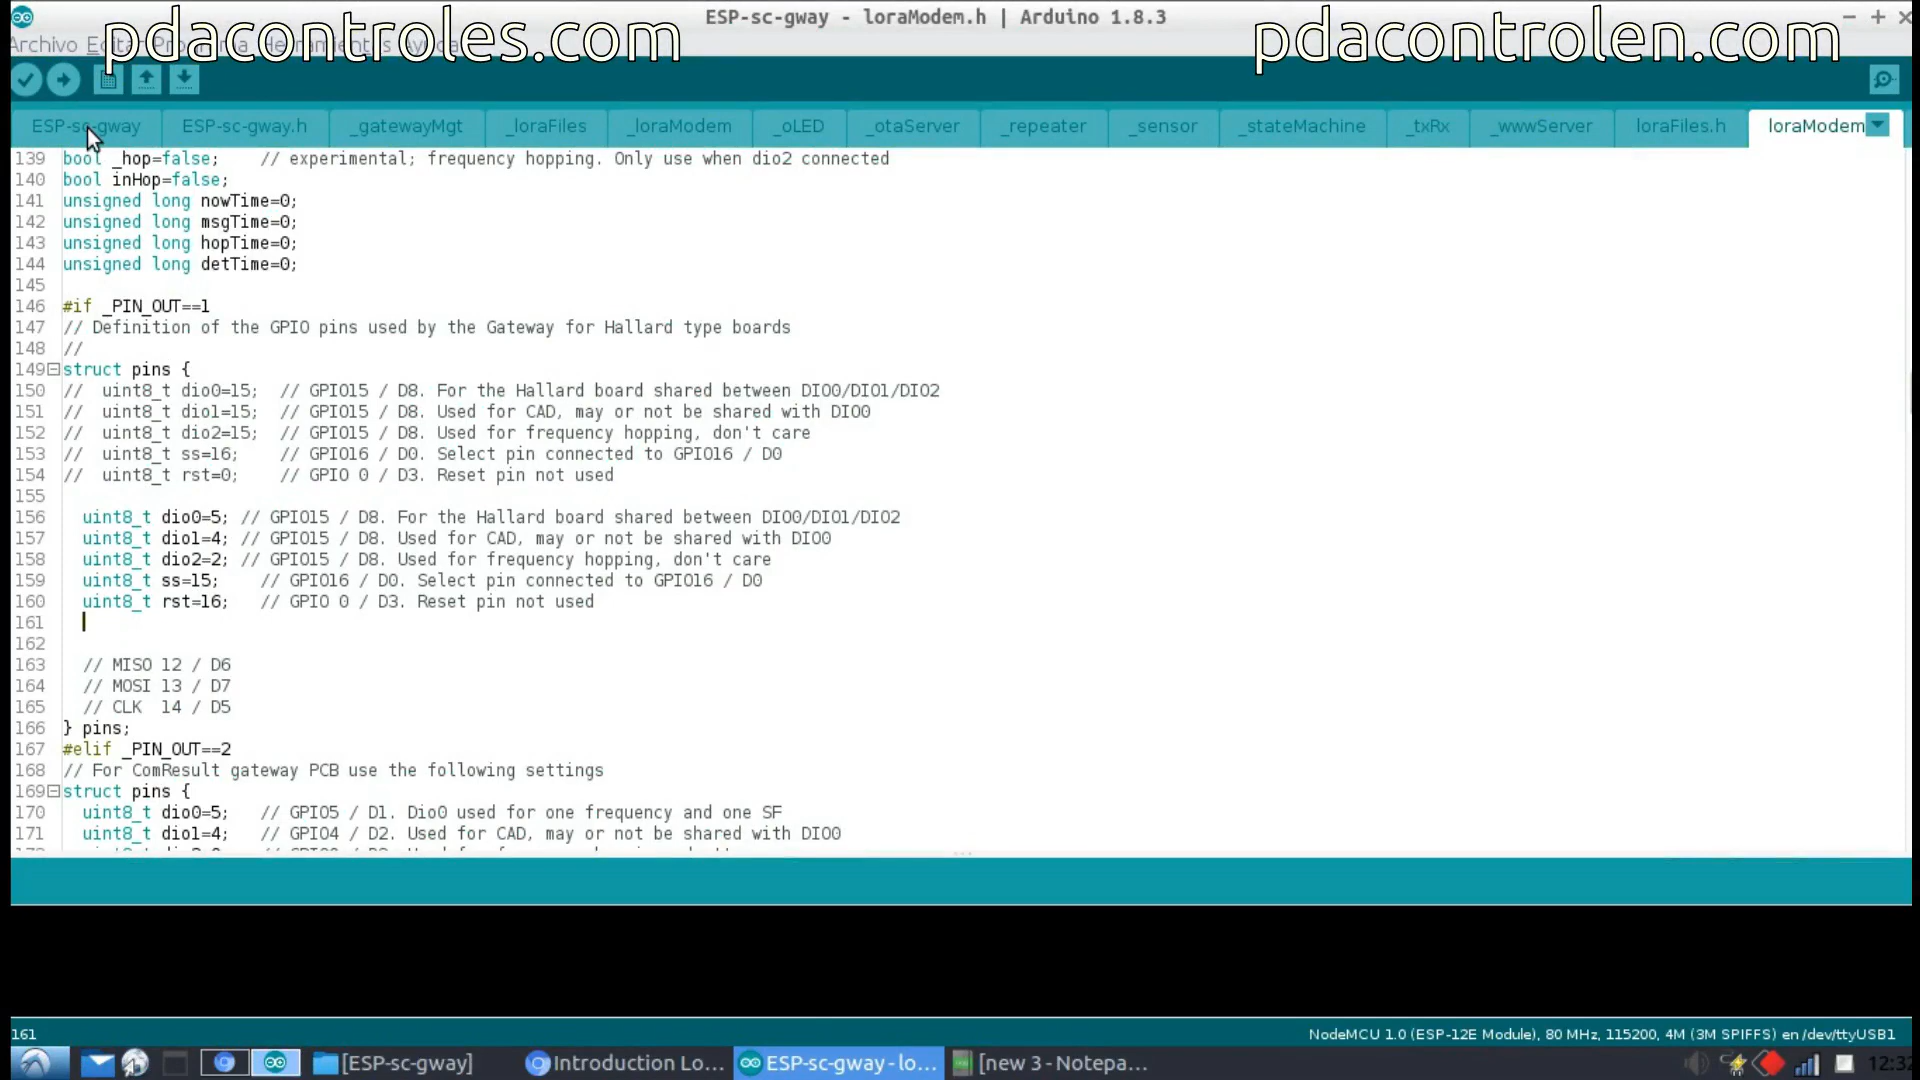 ESP-sc-gway - loraModem.h | Arduino 1.8.3
pdacontroles.com
pdacontrolen.com
Archivo Editar Programa Herramientas Ayuda
ESP-sc-gway ESP-sc-gway.h _gatewayMgt _loraFiles _loraModem _oLED _otaServer _repeater _sensor _stateMachine _txRx _wwwServer loraFiles.h loraModem
139 bool _hop=false; // experimental; frequency hopping. Only use when dio2 connected
140 bool inHop=false;
141 unsigned long nowTime=0;
142 unsigned long msgTime=0;
143 unsigned long hopTime=0;
144 unsigned long detTime=0;
145
146 #if _PIN_OUT==1
147 // Definition of the GPIO pins used by the Gateway for Hallard type boards
148 //
149 struct pins {
150 // uint8_t dio0=15; // GPIO15 / D8. For the Hallard board shared between DIO0/DIO1/DIO2
151 // uint8_t dio1=15; // GPIO15 / D8. Used for CAD, may or not be shared with DIO0
152 // uint8_t dio2=15; // GPIO15 / D8. Used for frequency hopping, don't care
153 // uint8_t ss=16; // GPIO16 / D0. Select pin connected to GPIO16 / D0
154 // uint8_t rst=0; // GPIO 0 / D3. Reset pin not used
155
156 uint8_t dio0=5; // GPIO15 / D8. For the Hallard board shared between DIO0/DIO1/DIO2
157 uint8_t dio1=4; // GPIO15 / D8. Used for CAD, may or not be shared with DIO0
158 uint8_t dio2=2; // GPIO15 / D8. Used for frequency hopping, don't care
159 uint8_t ss=15; // GPIO16 / D0. Select pin connected to GPIO16 / D0
160 uint8_t rst=16; // GPIO 0 / D3. Reset pin not used
161
162
163 // MISO 12 / D6
164 // MOSI 13 / D7
165 // CLK 14 / D5
166 } pins;
167 #elif _PIN_OUT==2
168 // For ComResult gateway PCB use the following settings
169 struct pins {
170 uint8_t dio0=5; // GPIO5 / D1. Dio0 used for one frequency and one SF
171 uint8_t dio1=4; // GPIO4 / D2. Used for CAD, may or not be shared with DIO0
161 NodeMCU 1.0 (ESP-12E Module), 80 MHz, 115200, 4M (3M SPIFFS) en /dev/ttyUSB1
[ESP-sc-gway] Introduction Lo... ESP-sc-gway - lo... [new 3 - Notepa...